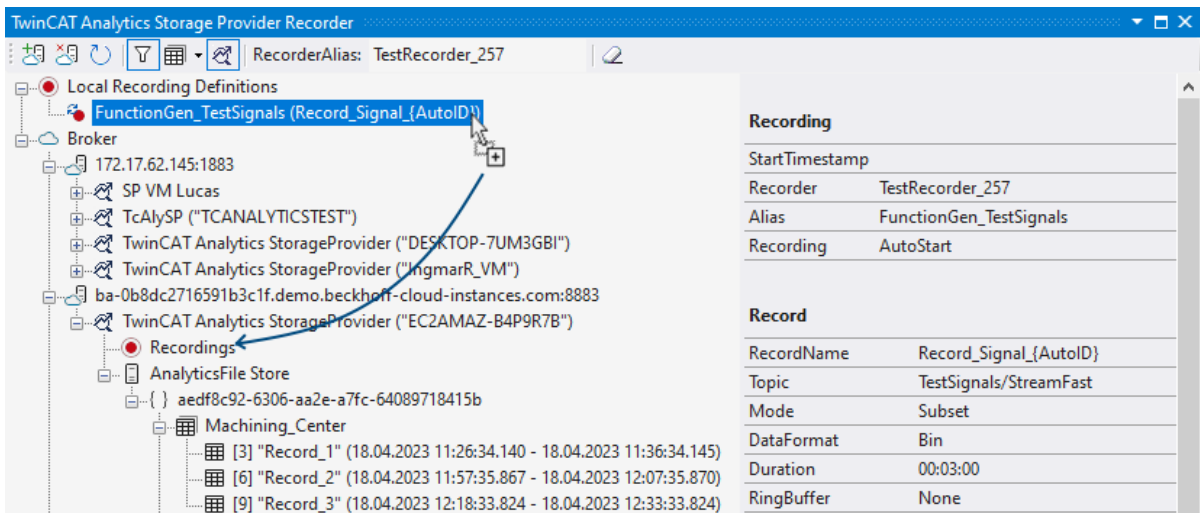 TwinCAT Analytics Storage Provider Recorder
RecorderAlias: TestRecorder_257
Local Recording Definitions
FunctionGen_TestSignals (Record_Signal_{AutoID})
Broker
172.17.62.145:1883
SP VM Lucas
TcAlySP ("TCANALYTICSTEST")
TwinCAT Analytics StorageProvider ("DESKTOP-7UM3GBI")
TwinCAT Analytics StorageProvider ("IngmarR_VM")
ba-0b8dc2716591b3c1f.demo.beckhoff-cloud-instances.com:8883
TwinCAT Analytics StorageProvider ("EC2AMAZ-B4P9R7B")
Recordings
AnalyticsFile Store
{ } aedf8c92-6306-aa2e-a7fc-64089718415b
Machining_Center
[3] "Record_1" (18.04.2023 11:26:34.140 - 18.04.2023 11:36:34.145)
[6] "Record_2" (18.04.2023 11:57:35.867 - 18.04.2023 12:07:35.870)
[9] "Record_3" (18.04.2023 12:18:33.824 - 18.04.2023 12:33:33.824)
Recording
StartTimestamp
Recorder TestRecorder_257
Alias FunctionGen_TestSignals
Recording AutoStart
Record
RecordName Record_Signal_{AutoID}
Topic TestSignals/StreamFast
Mode Subset
DataFormat Bin
Duration 00:03:00
RingBuffer None